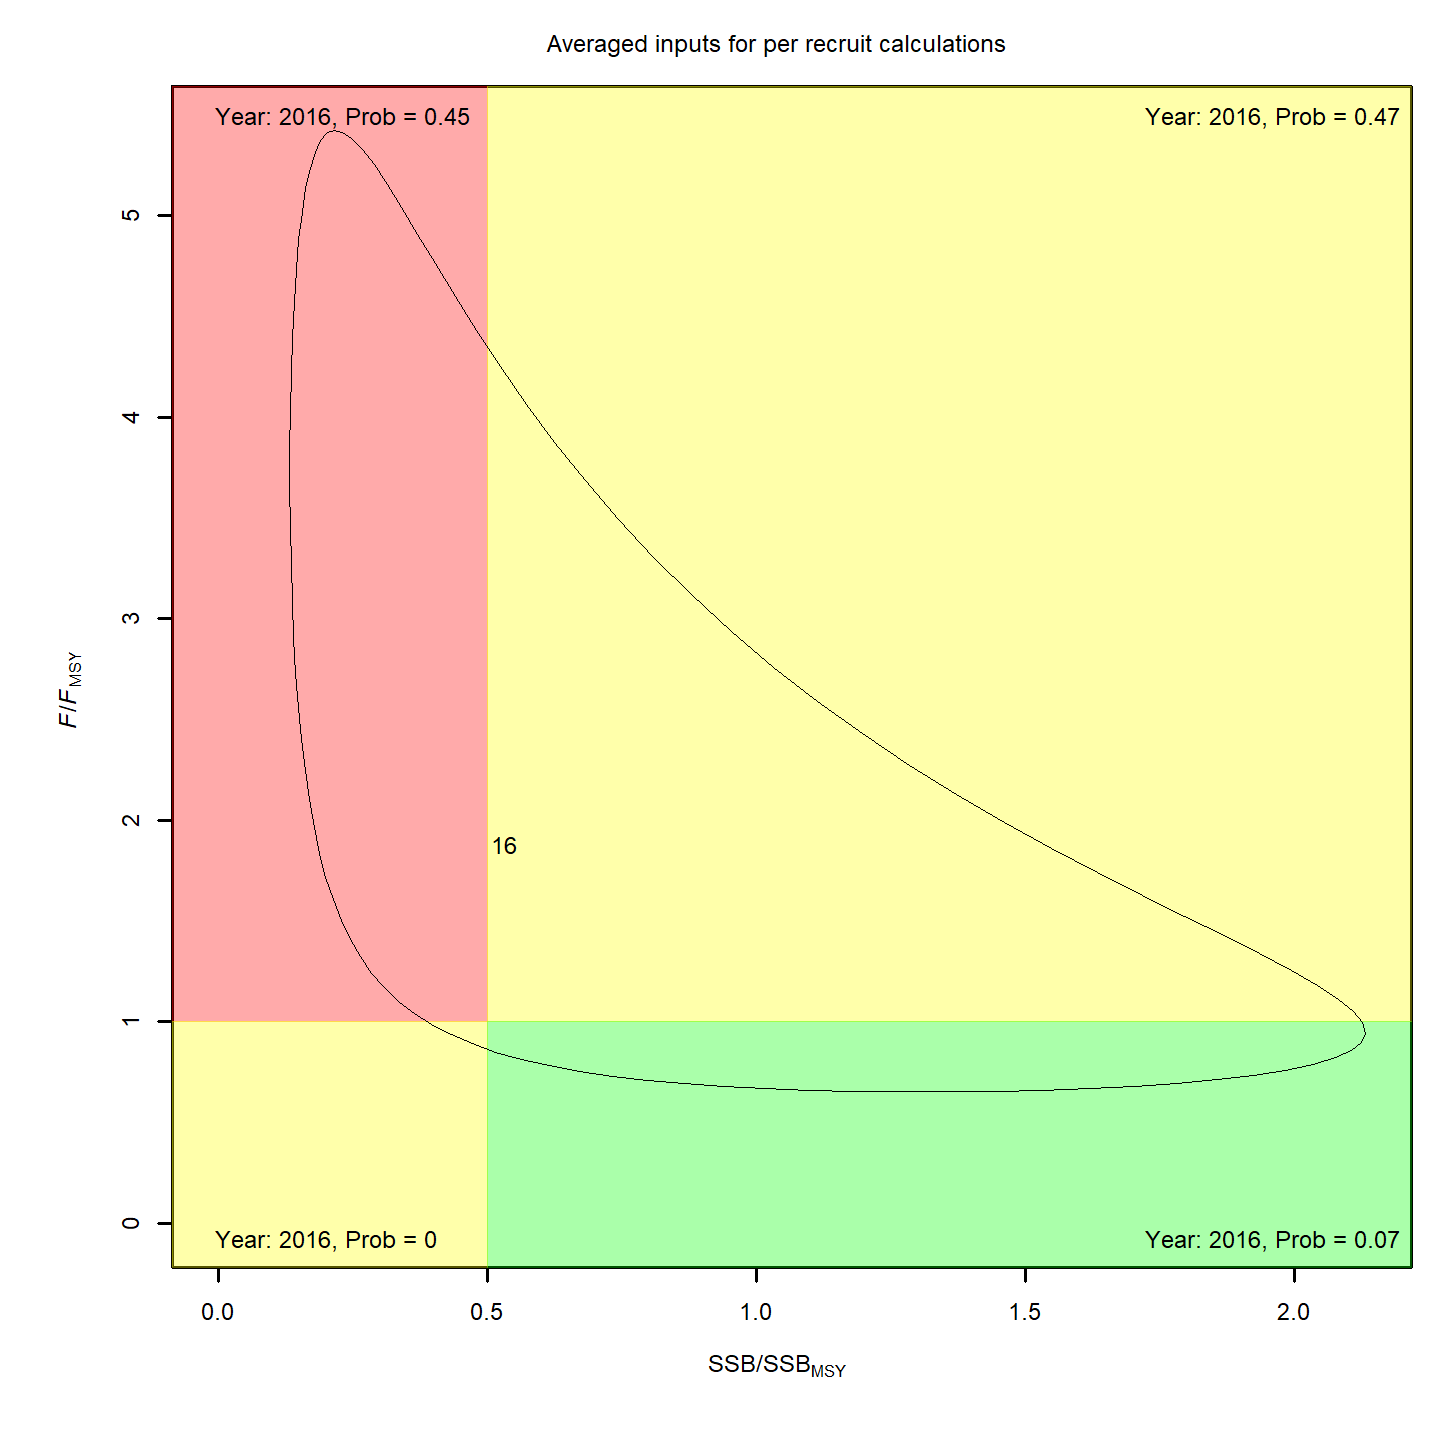 Averaged inputs for per recruit calculations
Year: 2016, Prob = 0.45
Year: 2016, Prob = 0.47
5
4
3
2
1
0
F/FMSY
16
Year: 2016, Prob = 0
Year: 2016, Prob = 0.07
0.0 0.5 1.0 1.5 2.0
SSB/SSBMSY